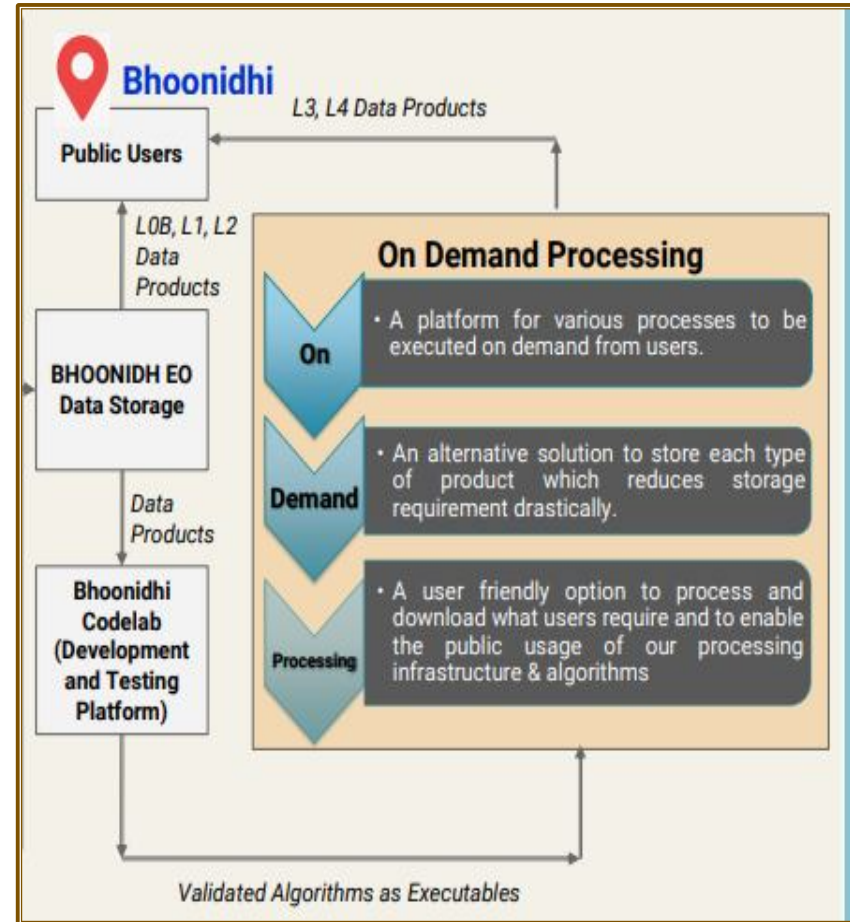 Bhoonidhi
L3, L4 Data Products
Public Users
L0B, L1, L2
Data
Products
On Demand Processing
On
• A platform for various processes to be
executed on demand from users.
BHOONIDH EO
Data Storage
Demand
• An alternative solution to store each type
of product which reduces storage
requirement drastically.
Data
Products
Bhoonidhi
Codelab
(Development
and Testing
Platform)
Processing
• A user friendly option to process and
download what users require and to enable
the public usage of our processing
infrastructure & algorithms
Validated Algorithms as Executables